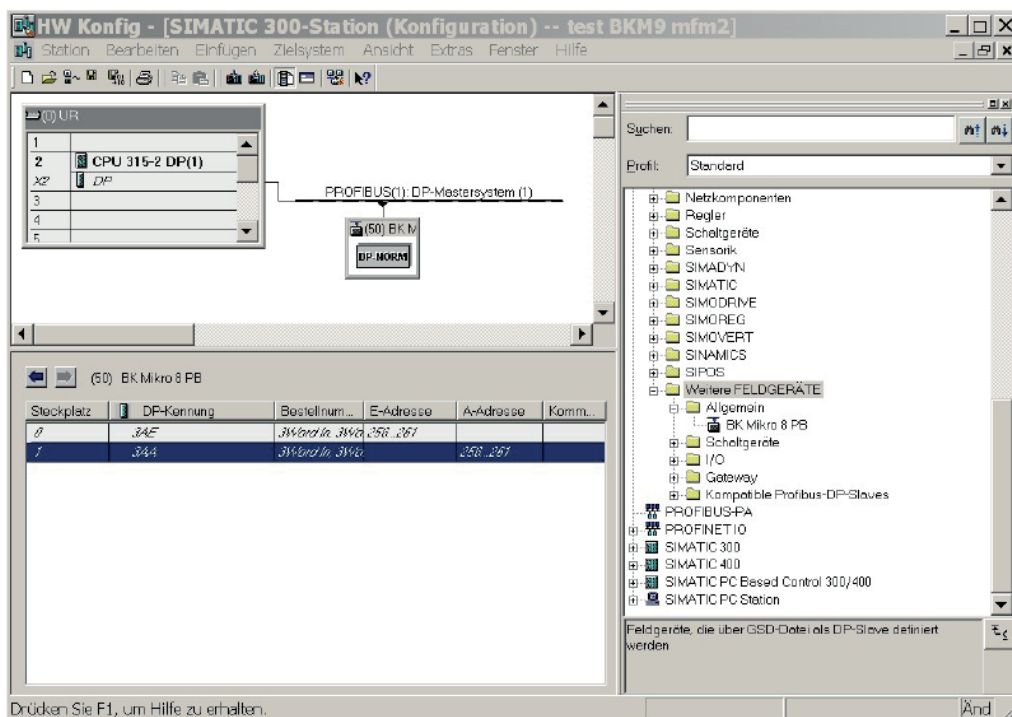 HW Konfig - [SIMATIC 300-Station (Konfiguration) -- test BKM9 mfm2]
Station Bearbeiten Einfügen Zielsystem Ansicht Extras Fenster Hilfe
(0) UR
1
2 CPU 315-2 DP(1)
X2 DP
3
4
5
PROFIBUS(1): DP-Mastersystem (1)
(50) BK M
DP-NORM
(50) BK Mikro 8 PB
Steckplatz DP-Kennung Bestellnum... E-Adresse A-Adresse Komm...
0 3AE 3Word In, 3Wo 256..261
1 3AA 3Word In, 3Wo 256..261
Suchen:
Profil: Standard
Netzkomponenten
Regler
Schaltgeräte
Sensorik
SIMADYN
SIMATIC
SIMODRIVE
SIMOREG
SIMOVERT
SINAMICS
SIPOS
Weitere FELDGERÄTE
Allgemein
BK Mikro 8 PB
Schaltgeräte
I/O
Gateway
Kompatible Profibus-DP-Slaves
PROFIBUS-PA
PROFINET IO
SIMATIC 300
SIMATIC 400
SIMATIC PC Based Control 300/400
SIMATIC PC Station
Feldgeräte, die über GSD-Datei als DP-Slave definiert
werden
Drücken Sie F1, um Hilfe zu erhalten.
Änd